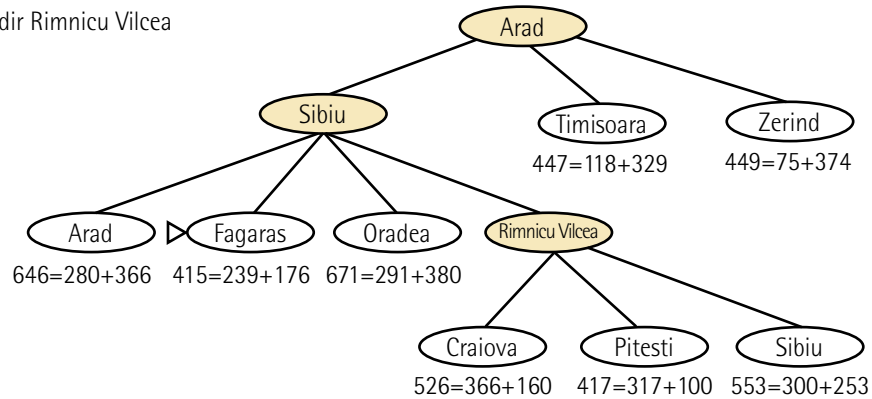 dir Rimnicu Vilcea
Arad
Sibiu
Timisoara
Zerind
447=118+329
449=75+374
Arad
Fagaras
Oradea
Rimnicu Vilcea
646=280+366
415=239+176
671=291+380
Craiova
Pitesti
Sibiu
526=366+160
417=317+100
553=300+253